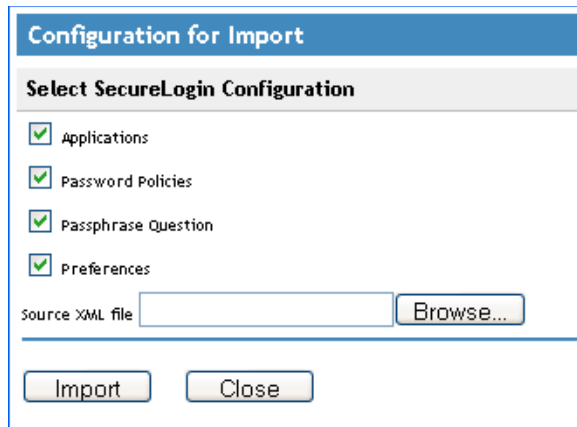 Configuration for Import
Select SecureLogin Configuration
Applications
Password Policies
Passphrase Question
Preferences
Source XML file Browse...
Import Close